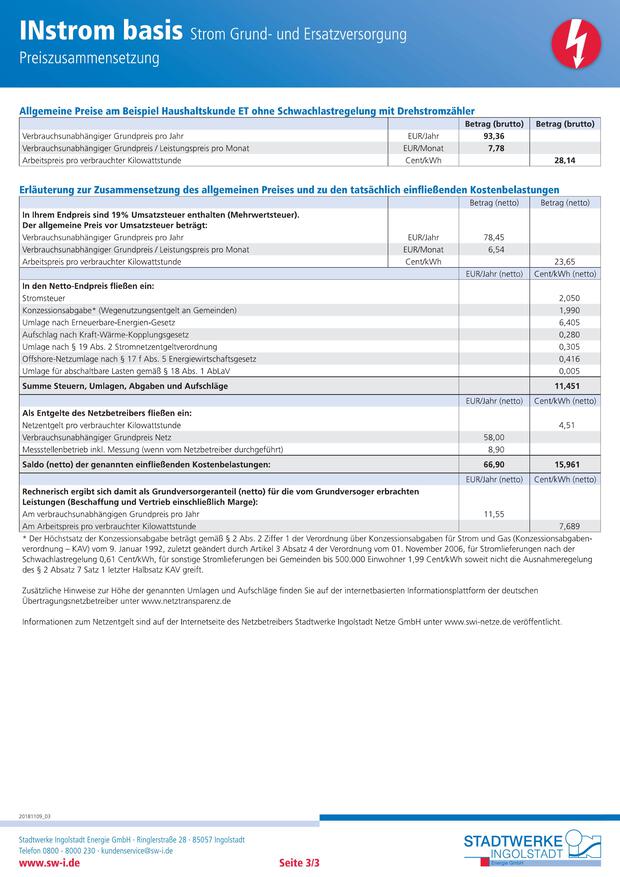 INstrom basis Strom Grund- und Ersatzversorgung
Preiszusammensetzung
Allgemeine Preise am Beispiel Haushaltskunde ET ohne Schwachlastregelung mit Drehstromzähler
Betrag (brutto) Betrag (brutto)
Verbrauchsunabhängiger Grundpreis pro Jahr EUR/Jahr 93,36
Verbrauchsunabhängiger Grundpreis / Leistungspreis pro Monat EUR/Monat 7,78
Arbeitspreis pro verbrauchter Kilowattstunde Cent/kWh 28,14
Erläuterung zur Zusammensetzung des allgemeinen Preises und zu den tatsächlich einfließenden Kostenbelastungen
Betrag (netto) Betrag (netto)
In Ihrem Endpreis sind 19% Umsatzsteuer enthalten (Mehrwertsteuer).
Der allgemeine Preis vor Umsatzsteuer beträgt:
Verbrauchsunabhängiger Grundpreis pro Jahr EUR/Jahr 78,45
Verbrauchsunabhängiger Grundpreis / Leistungspreis pro Monat EUR/Monat 6,54
Arbeitspreis pro verbrauchter Kilowattstunde Cent/kWh 23,65
EUR/Jahr (netto) Cent/kWh (netto)
In den Netto-Endpreis fließen ein:
Stromsteuer 2,050
Konzessionsabgabe* (Wegenutzungsentgelt an Gemeinden) 1,990
Umlage nach Erneuerbare-Energien-Gesetz 6,405
Aufschlag nach Kraft-Wärme-Kopplungsgesetz 0,280
Umlage nach § 19 Abs. 2 Stromnetzentgeltverordnung 0,305
Offshore-Netzumlage nach § 17 f Abs. 5 Energiewirtschaftsgesetz 0,416
Umlage für abschaltbare Lasten gemäß § 18 Abs. 1 AbLaV 0,005
Summe Steuern, Umlagen, Abgaben und Aufschläge 11,451
EUR/Jahr (netto) Cent/kWh (netto)
Als Entgelte des Netzbetreibers fließen ein:
Netzentgelt pro verbrauchter Kilowattstunde 4,51
Verbrauchsunabhängiger Grundpreis Netz 58,00
Messstellenbetrieb inkl. Messung (wenn vom Netzbetreiber durchgeführt) 8,90
Saldo (netto) der genannten einfließenden Kostenbelastungen: 66,90 15,961
EUR/Jahr (netto) Cent/kWh (netto)
Rechnerisch ergibt sich damit als Grundversorgeranteil (netto) für die vom Grundversoger erbrachten
Leistungen (Beschaffung und Vertrieb einschließlich Marge):
Am verbrauchsunabhängigen Grundpreis pro Jahr 11,55
Am Arbeitspreis pro verbrauchter Kilowattstunde 7,689
* Der Höchstsatz der Konzessionsabgabe beträgt gemäß § 2 Abs. 2 Ziffer 1 der Verordnung über Konzessionsabgaben für Strom und Gas (Konzessionsabgaben-
verordnung – KAV) vom 9. Januar 1992, zuletzt geändert durch Artikel 3 Absatz 4 der Verordnung vom 01. November 2006, für Stromlieferungen nach der
Schwachlastregelung 0,61 Cent/kWh, für sonstige Stromlieferungen bei Gemeinden bis 500.000 Einwohner 1,99 Cent/kWh soweit nicht die Ausnahmeregelung
des § 2 Absatz 7 Satz 1 letzter Halbsatz KAV greift.
Zusätzliche Hinweise zur Höhe der genannten Umlagen und Aufschläge finden Sie auf der internetbasierten Informationsplattform der deutschen
Übertragungsnetzbetreiber unter www.netztransparenz.de
Informationen zum Netzentgelt sind auf der Internetseite des Netzbetreibers Stadtwerke Ingolstadt Netze GmbH unter www.swi-netze.de veröffentlicht.
20181109_03
Stadtwerke Ingolstadt Energie GmbH · Ringlerstraße 28 · 85057 Ingolstadt
Telefon 0800 - 8000 230 · kundenservice@sw-i.de
www.sw-i.de Seite 3/3
STADTWERKE
INGOLSTADT
Energie GmbH